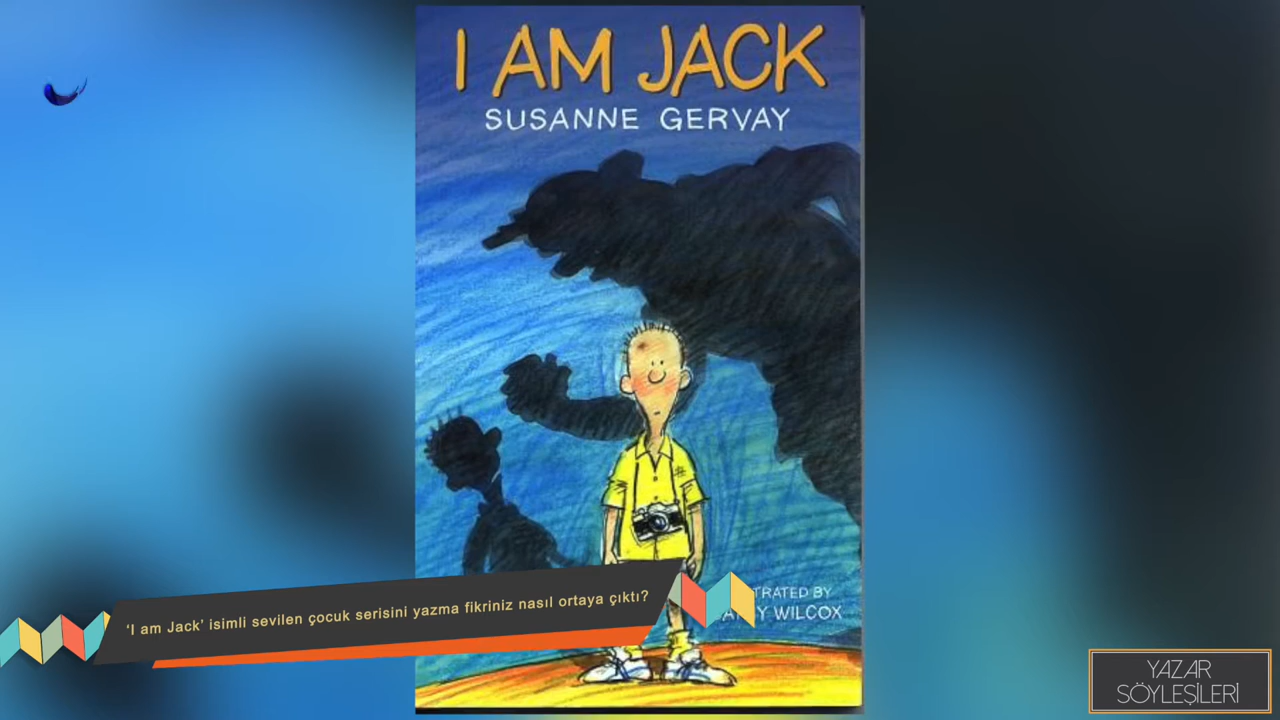 I AM JACK
SUSANNE GERVAY
‘I am Jack’ isimli sevilen çocuk serisini yazma fikriniz nasıl ortaya çıktı?
BY
WILCOX
YAZAR
SÖYLEŞİLERİ